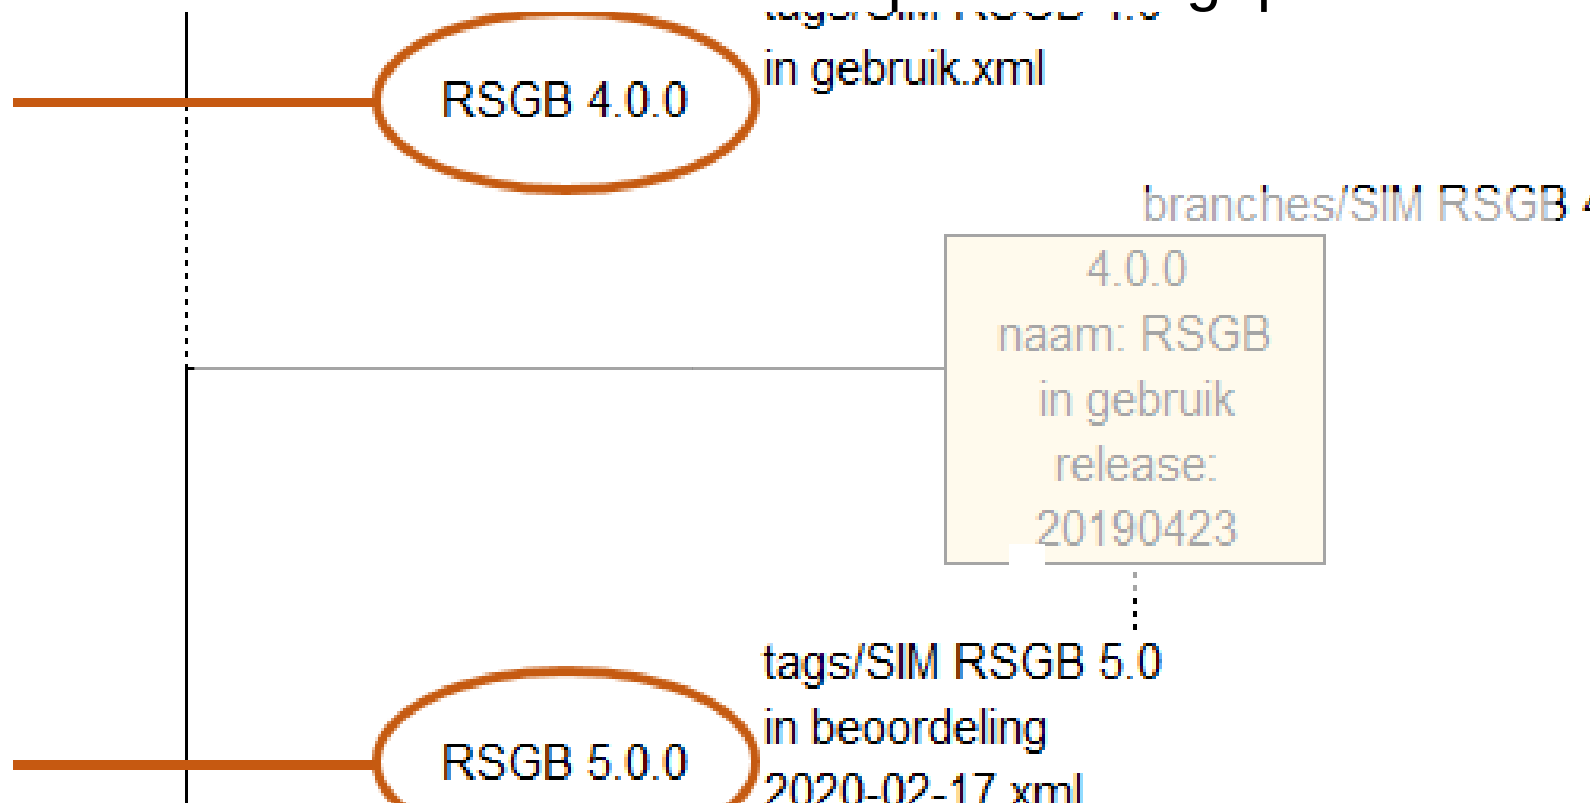 in gebruik.xml
RSGB 4.0.0
branches/SIM RSGB
4.0.0
naam: RSGB
in gebruik
release:
20190423
tags/SIM RSGB 5.0
in beoordeling
RSGB 5.0.0
2020-02-17.xml